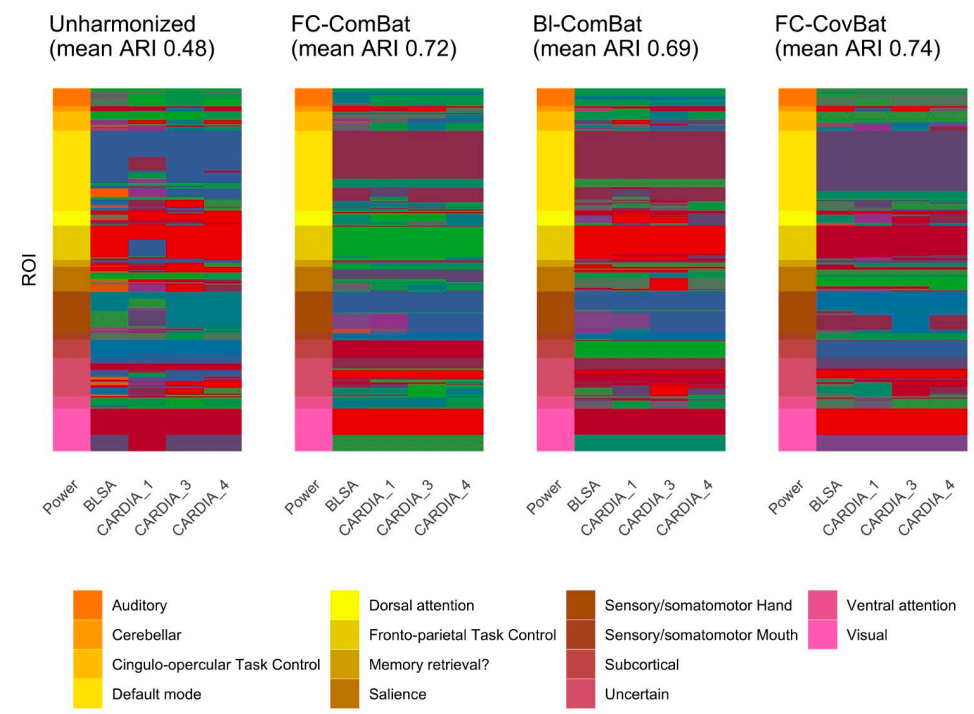 Unharmonized
(mean ARI 0.48)
FC-ComBat
(mean ARI 0.72)
Bl-ComBat
(mean ARI 0.69)
FC-CovBat
(mean ARI 0.74)
ROI
Power
BLSA
CARDIA_1
CARDIA_3
CARDIA_4
Power
BLSA
CARDIA_1
CARDIA_3
CARDIA_4
Power
BLSA
CARDIA_1
CARDIA_3
CARDIA_4
Power
BLSA
CARDIA_1
CARDIA_3
CARDIA_4
Auditory
Cerebellar
Cingulo-opercular Task Control
Default mode
Dorsal attention
Fronto-parietal Task Control
Memory retrieval?
Salience
Sensory/somatomotor Hand
Sensory/somatomotor Mouth
Subcortical
Uncertain
Ventral attention
Visual